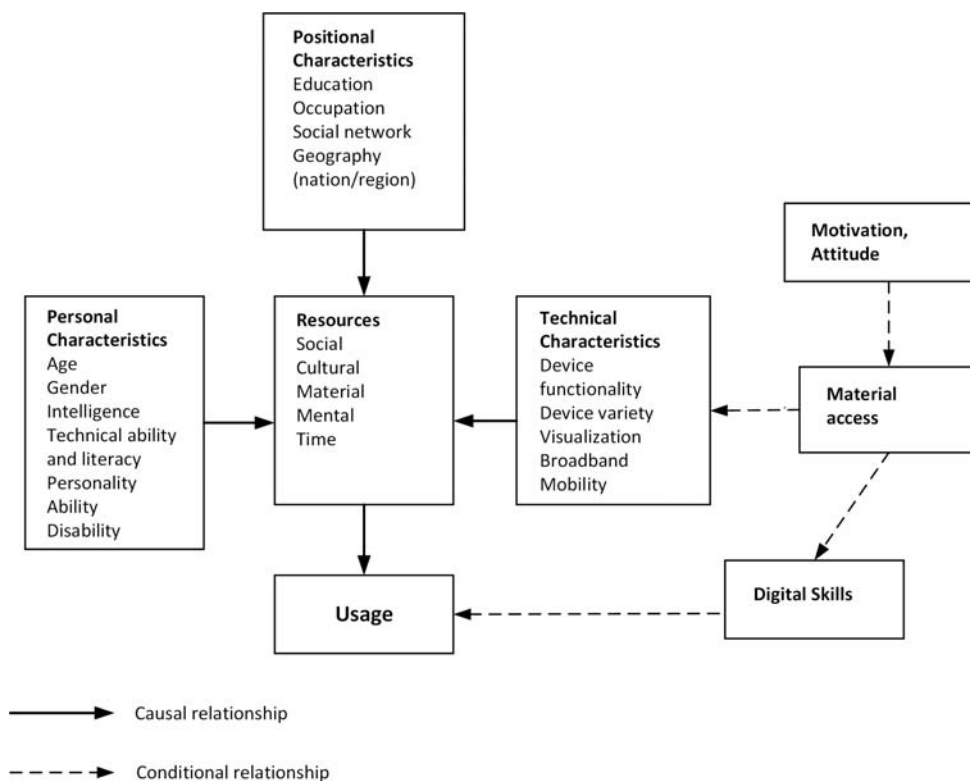 Positional
Characteristics
Education
Occupation
Social network
Geography
(nation/region)
Motivation,
Attitude
Personal
Characteristics
Age
Gender
Intelligence
Technical ability
and literacy
Personality
Ability
Disability
Resources
Social
Cultural
Material
Mental
Time
Technical
Characteristics
Device
functionality
Device variety
Visualization
Broadband
Mobility
Material
access
Usage
Digital Skills
Causal relationship
Conditional relationship